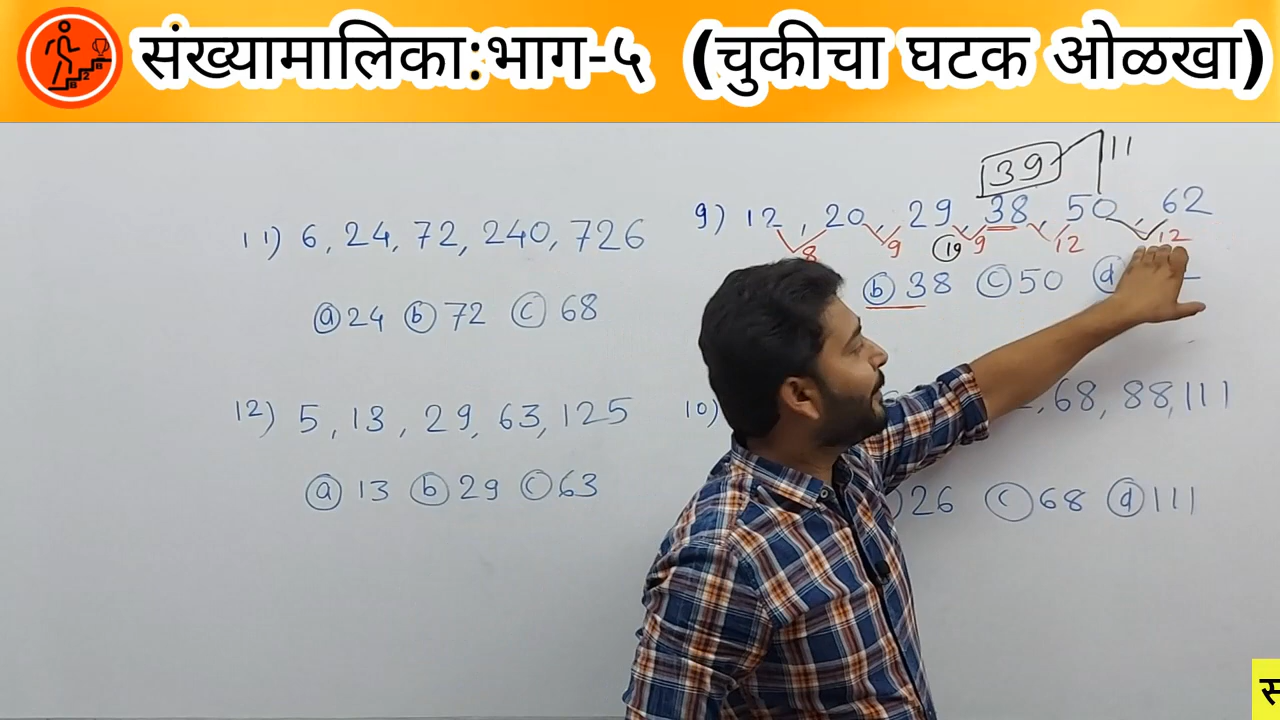 संख्यामालिका:भाग-५ (चुकीचा घटक ओळखा)
39 11
9) 12, 20, 29 38 50, 62
8 9 19 9 12 12
b 38 c 50 d
10) ,68, 88,111
26 c 68 d 111
11) 6, 24, 72, 240, 726
a 24 b 72 c 68
12) 5, 13, 29, 63, 125
a 13 b 29 c 63